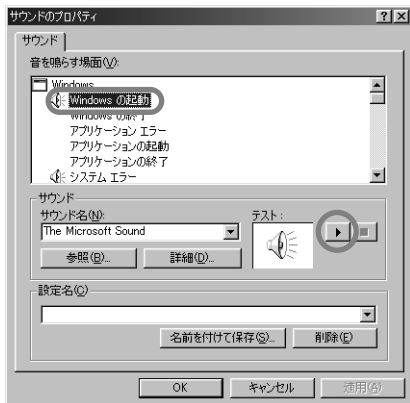 サウンドのプロパティ
サウンド
音を鳴らす場面(V):
Windows
Windows の起動
Windows の終了
アプリケーション エラー
アプリケーションの起動
アプリケーションの終了
システム エラー
サウンド
サウンド名(N):
テスト:
The Microsoft Sound
参照(B)...
詳細(D)...
設定名(C)
名前を付けて保存(S)...
削除(E)
OK
キャンセル
適用(A)